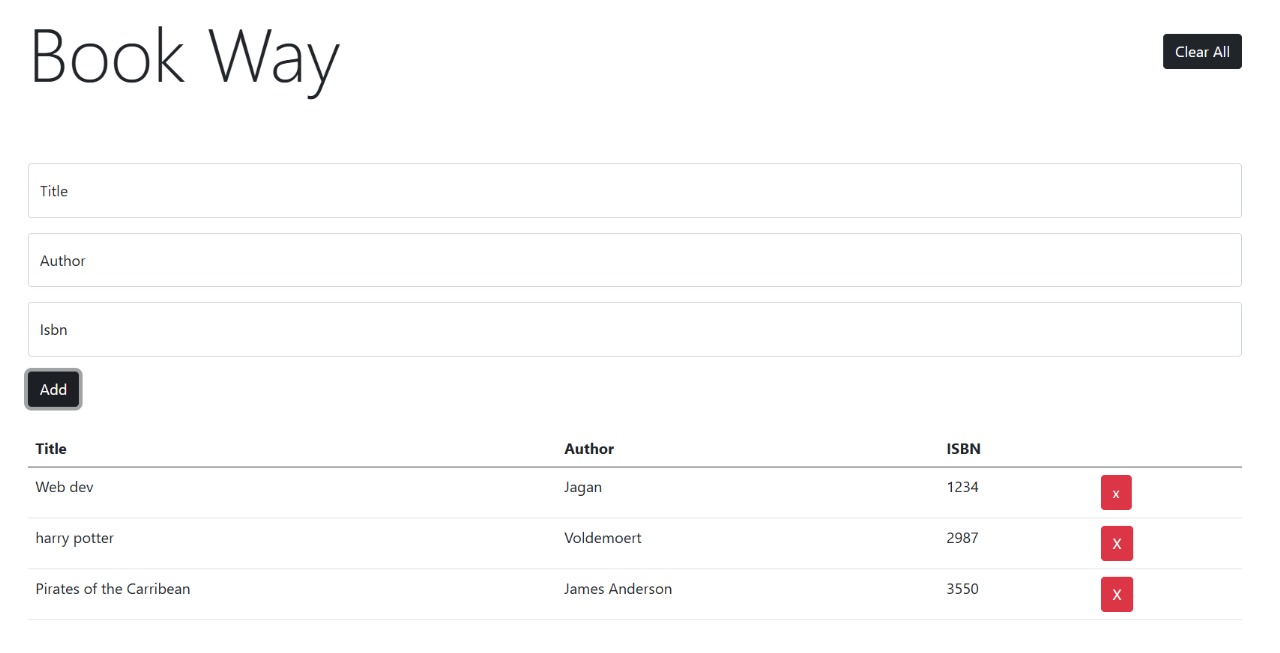 Book Way
Clear All
Title
Author
Isbn
Add
Title Author ISBN
Web dev Jagan 1234 x
harry potter Voldemoert 2987 X
Pirates of the Carribean James Anderson 3550 X